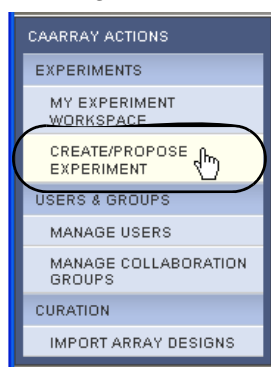 CAARRAY ACTIONS
EXPERIMENTS
MY EXPERIMENT
WORKSPACE
CREATE/PROPOSE
EXPERIMENT
USERS & GROUPS
MANAGE USERS
MANAGE COLLABORATION
GROUPS
CURATION
IMPORT ARRAY DESIGNS